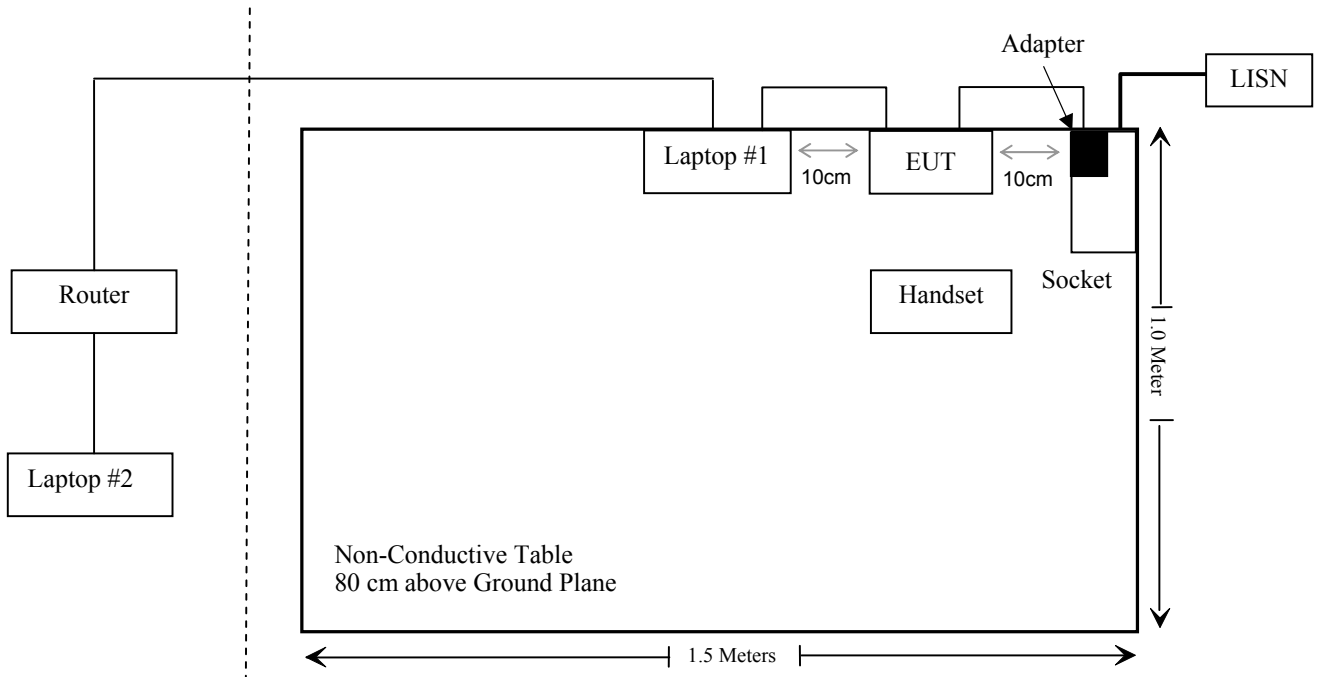 Adapter
LISN
Laptop #1
10cm
EUT
10cm
Router
Handset
Socket
1.0 Meter
Laptop #2
Non-Conductive Table
80 cm above Ground Plane
1.5 Meters